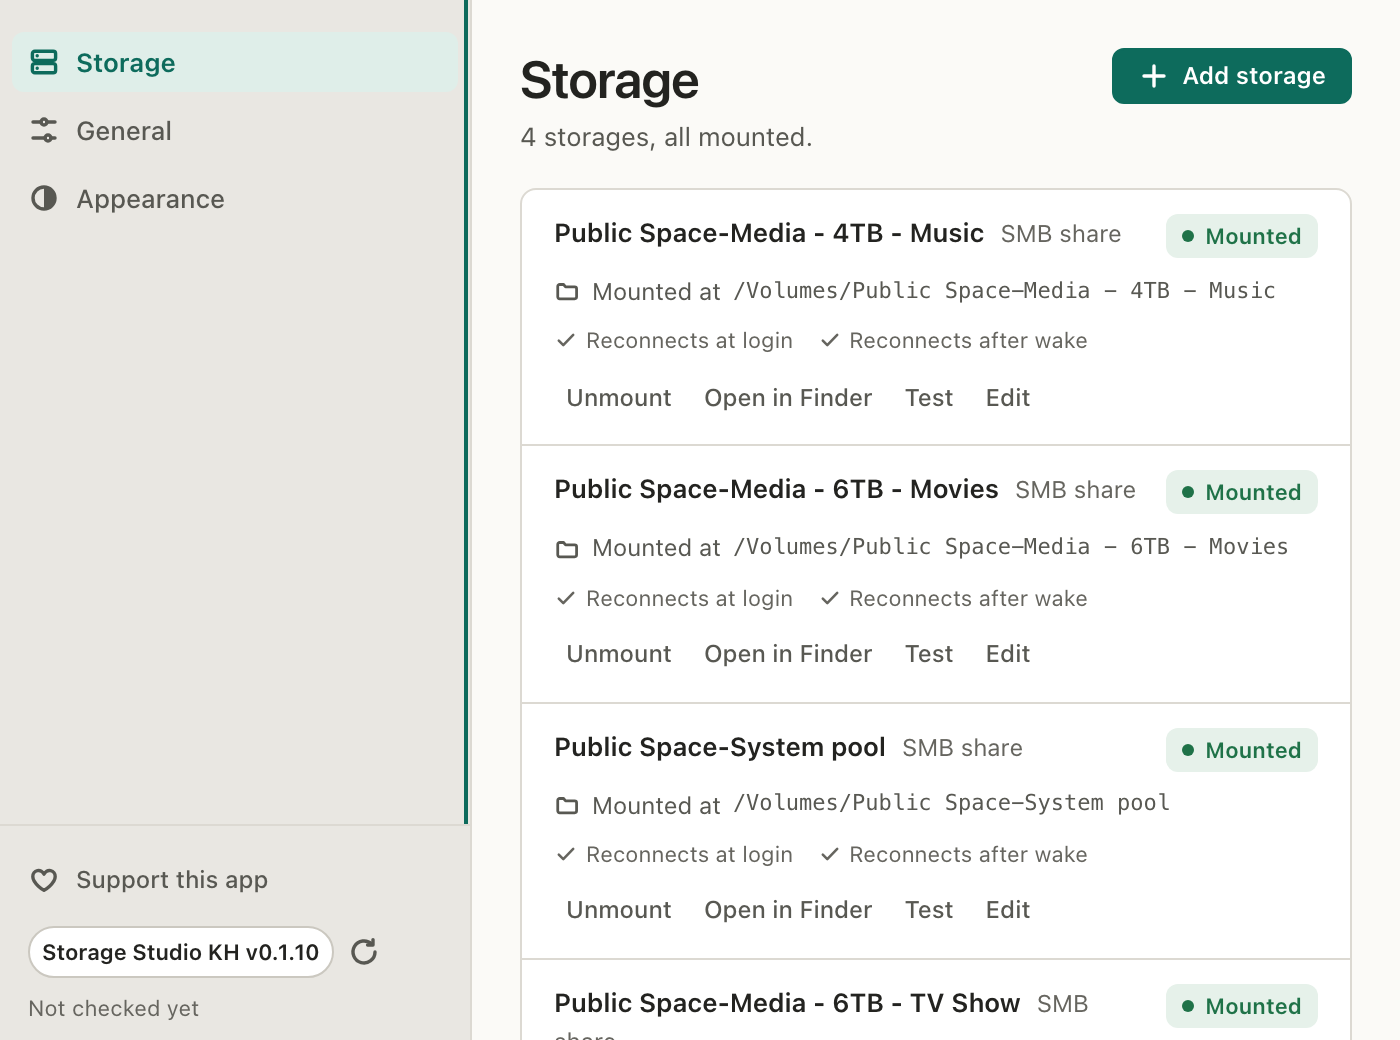 Storage
General
Appearance
Support this app
Storage Studio KH v0.1.10
Not checked yet
Storage
Add storage
4 storages, all mounted.
Public Space-Media - 4TB - Music SMB share Mounted
Mounted at /Volumes/Public Space-Media - 4TB - Music
Reconnects at login Reconnects after wake
Unmount Open in Finder Test Edit
Public Space-Media - 6TB - Movies SMB share Mounted
Mounted at /Volumes/Public Space-Media - 6TB - Movies
Reconnects at login Reconnects after wake
Unmount Open in Finder Test Edit
Public Space-System pool SMB share Mounted
Mounted at /Volumes/Public Space-System pool
Reconnects at login Reconnects after wake
Unmount Open in Finder Test Edit
Public Space-Media - 6TB - TV Show SMB Mounted
share